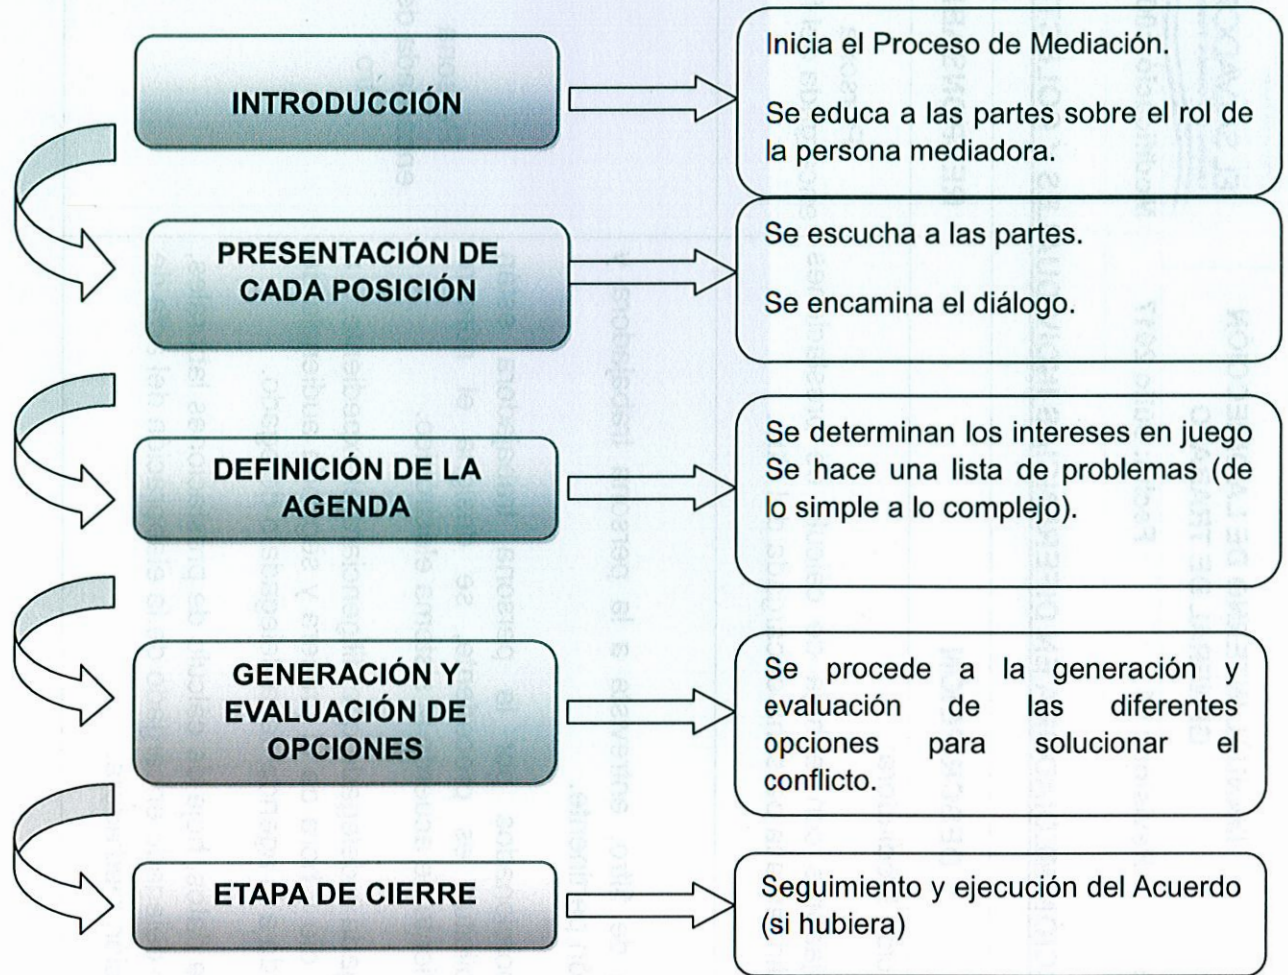 INTRODUCCIÓN
Inicia el Proceso de Mediación.
Se educa a las partes sobre el rol de
la persona mediadora.
PRESENTACIÓN DE
CADA POSICIÓN
Se escucha a las partes.
Se encamina el diálogo.
DEFINICIÓN DE LA
AGENDA
Se determinan los intereses en juego
Se hace una lista de problemas (de
lo simple a lo complejo).
GENERACIÓN Y
EVALUACIÓN DE
OPCIONES
Se procede a la generación y
evaluación de las diferentes
opciones para solucionar el
conflicto.
ETAPA DE CIERRE
Seguimiento y ejecución del Acuerdo
(si hubiera)